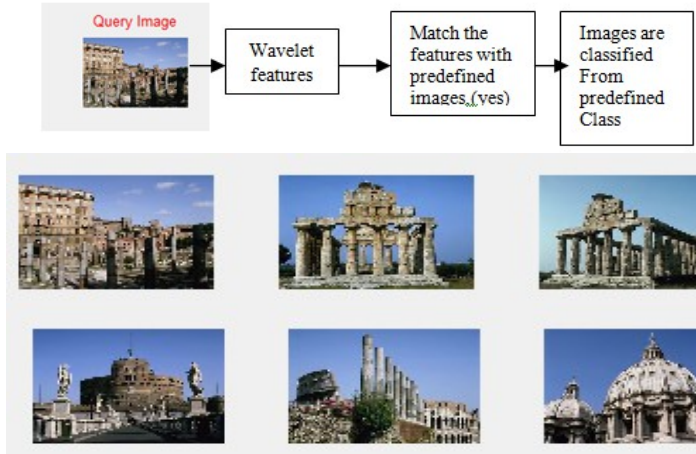 Query Image
Wavelet
features
Match the
features with
predefined
images,(yes)
Images are
classified
From
predefined
Class